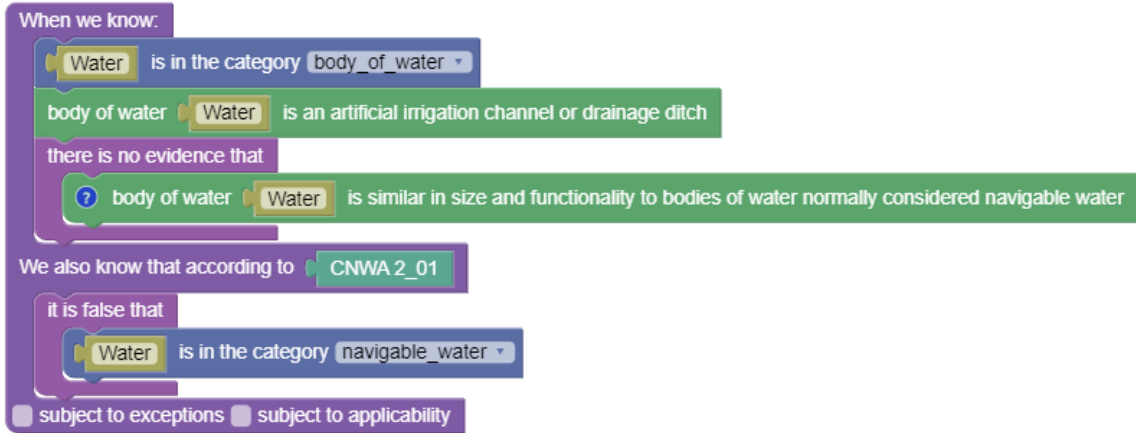 When we know:
Water is in the category body_of_water
body of water Water is an artificial irrigation channel or drainage ditch
there is no evidence that
? body of water Water is similar in size and functionality to bodies of water normally considered navigable water
We also know that according to CNWA 2_01
it is false that
Water is in the category navigable_water
subject to exceptions subject to applicability